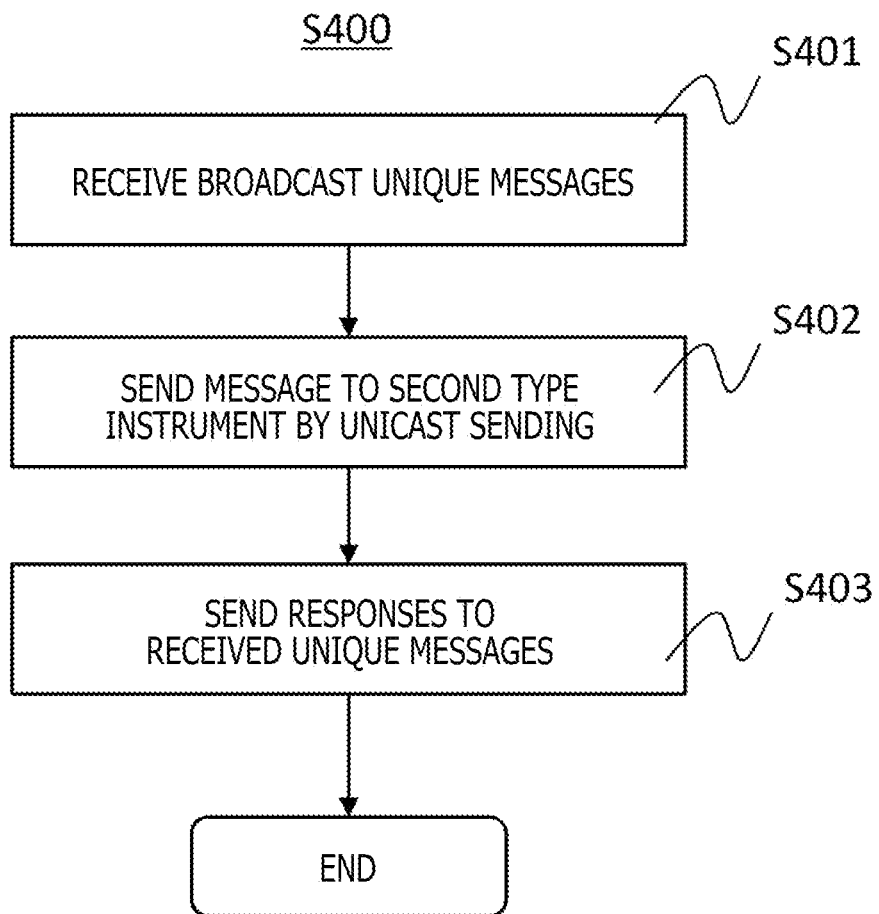 S400
S401
RECEIVE BROADCAST UNIQUE MESSAGES
S402
SEND MESSAGE TO SECOND TYPE
INSTRUMENT BY UNICAST SENDING
S403
SEND RESPONSES TO
RECEIVED UNIQUE MESSAGES
END